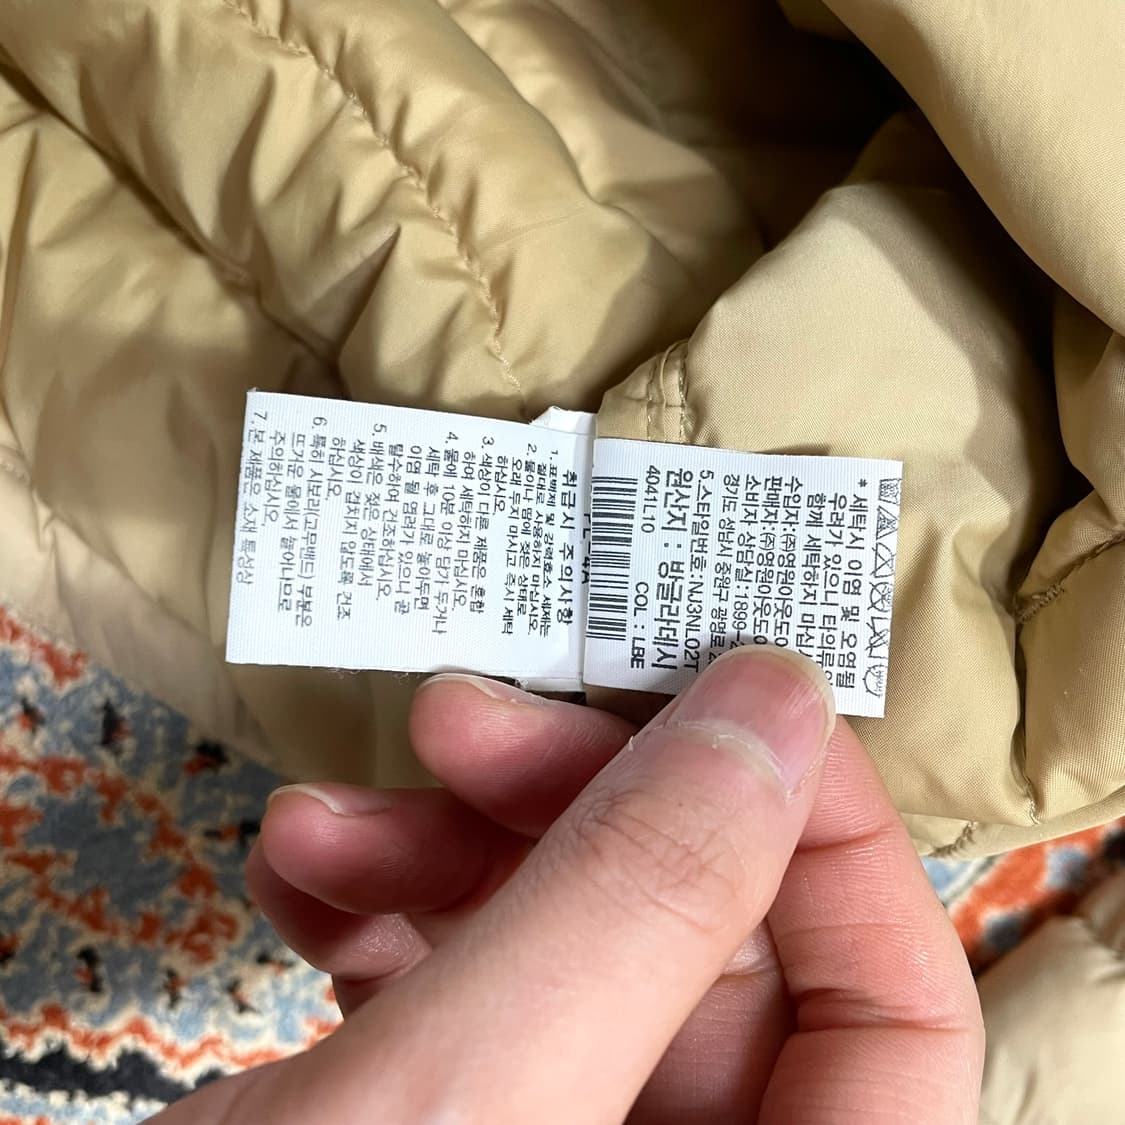 취급시 주의사항
1. 표백제 및 강력효소 세제는
절대로 사용하지 마십시오.
2. 물이나 땀에 젖은 상태로
오래 두지 마시고 즉시 세탁
하십시오.
3. 색상이 다른 제품은 혼합
하여 세탁하지 마십시오.
4. 물에 10분 이상 담가 두거나
세탁 후 그대로 놓아두면
이염 될 염려가 있으니 곧
탈수하여 건조하십시오.
5. 배색은 젖은 상태에서
색상이 겹치지 않도록 건조
하십시오.
6. 특히 시보리(고무밴드) 부분은
뜨거운 물에서 늘어나므로
주의하십시오.
7. 본 제품은 소재 특성상
* 세탁시 이염 및 오염될
우려가 있으니 타의류와
함께 세탁하지 마십시
수입자:(주)영원아웃도어
판매자:(주)영원아웃도어
소비자 상담실:1899-
경기도 성남시 중원구 광명로
5.스타일번호:NJ3NL02T
원산지 : 방글라데시
4041L10
COL : LBE